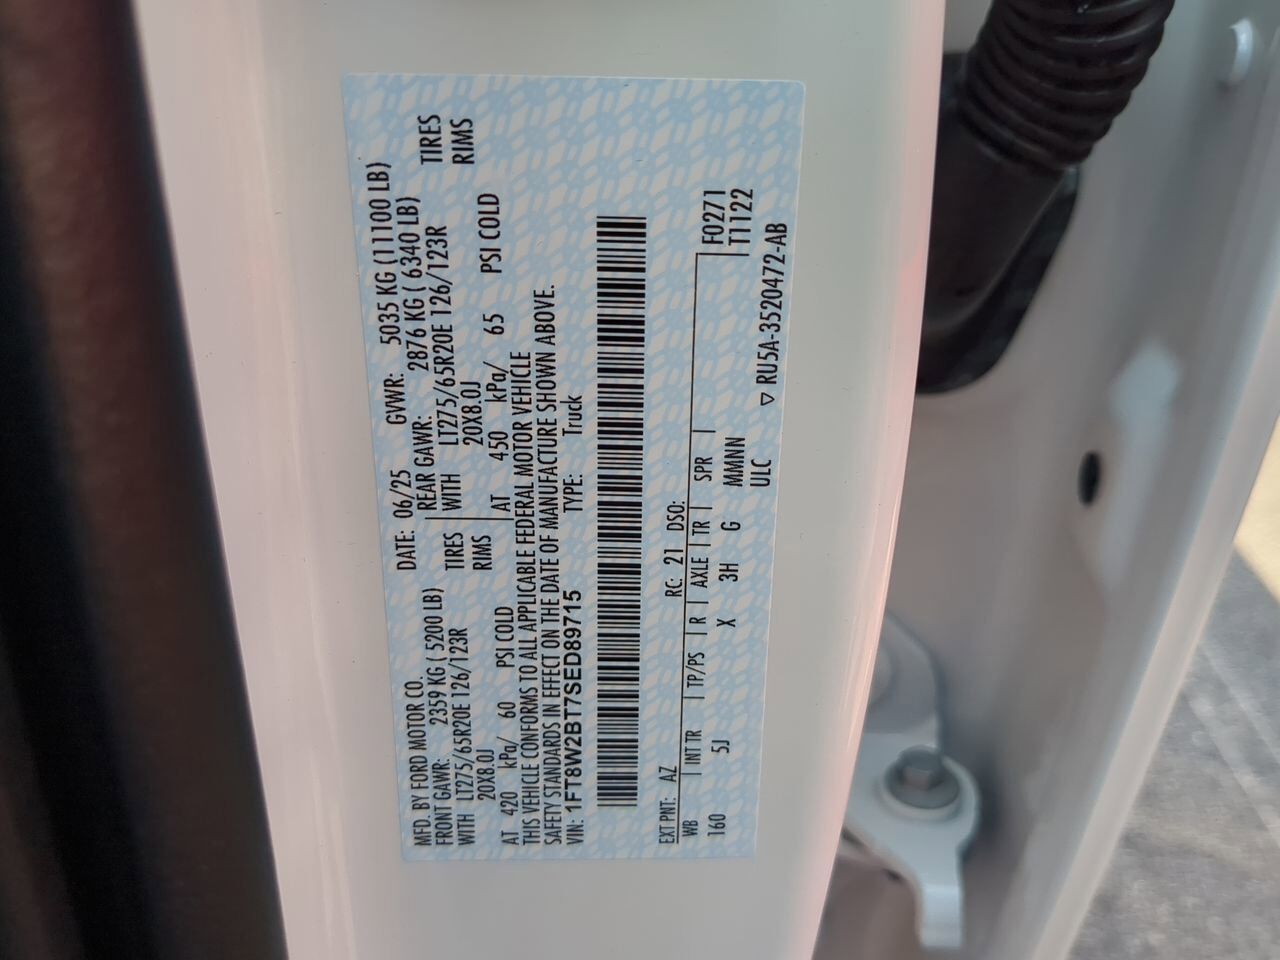 MFD. BY FORD MOTOR CO.
DATE: 06/25 GVWR: 5035 KG (11100 LB)
FRONT GAWR: 2359 KG ( 5200 LB) REAR GAWR: 2876 KG ( 6340 LB)
WITH LT275/65R20E 126/123R TIRES WITH LT275/65R20E 126/123R TIRES
20X8.0J RIMS 20X8.0J RIMS
AT 420 kPa/ 60 PSI COLD AT 450 kPa/ 65 PSI COLD
THIS VEHICLE CONFORMS TO ALL APPLICABLE FEDERAL MOTOR VEHICLE
SAFETY STANDARDS IN EFFECT ON THE DATE OF MANUFACTURE SHOWN ABOVE.
VIN: 1FT8W2BT7SED89715 TYPE: Truck
EXT PNT: AZ RC: 21 DSO:
WB INT TR TP/PS R AXLE TR SPR F0271
160 5J X 3H G MMNN T1122
ULC
▽ RU5A-3520472-AB